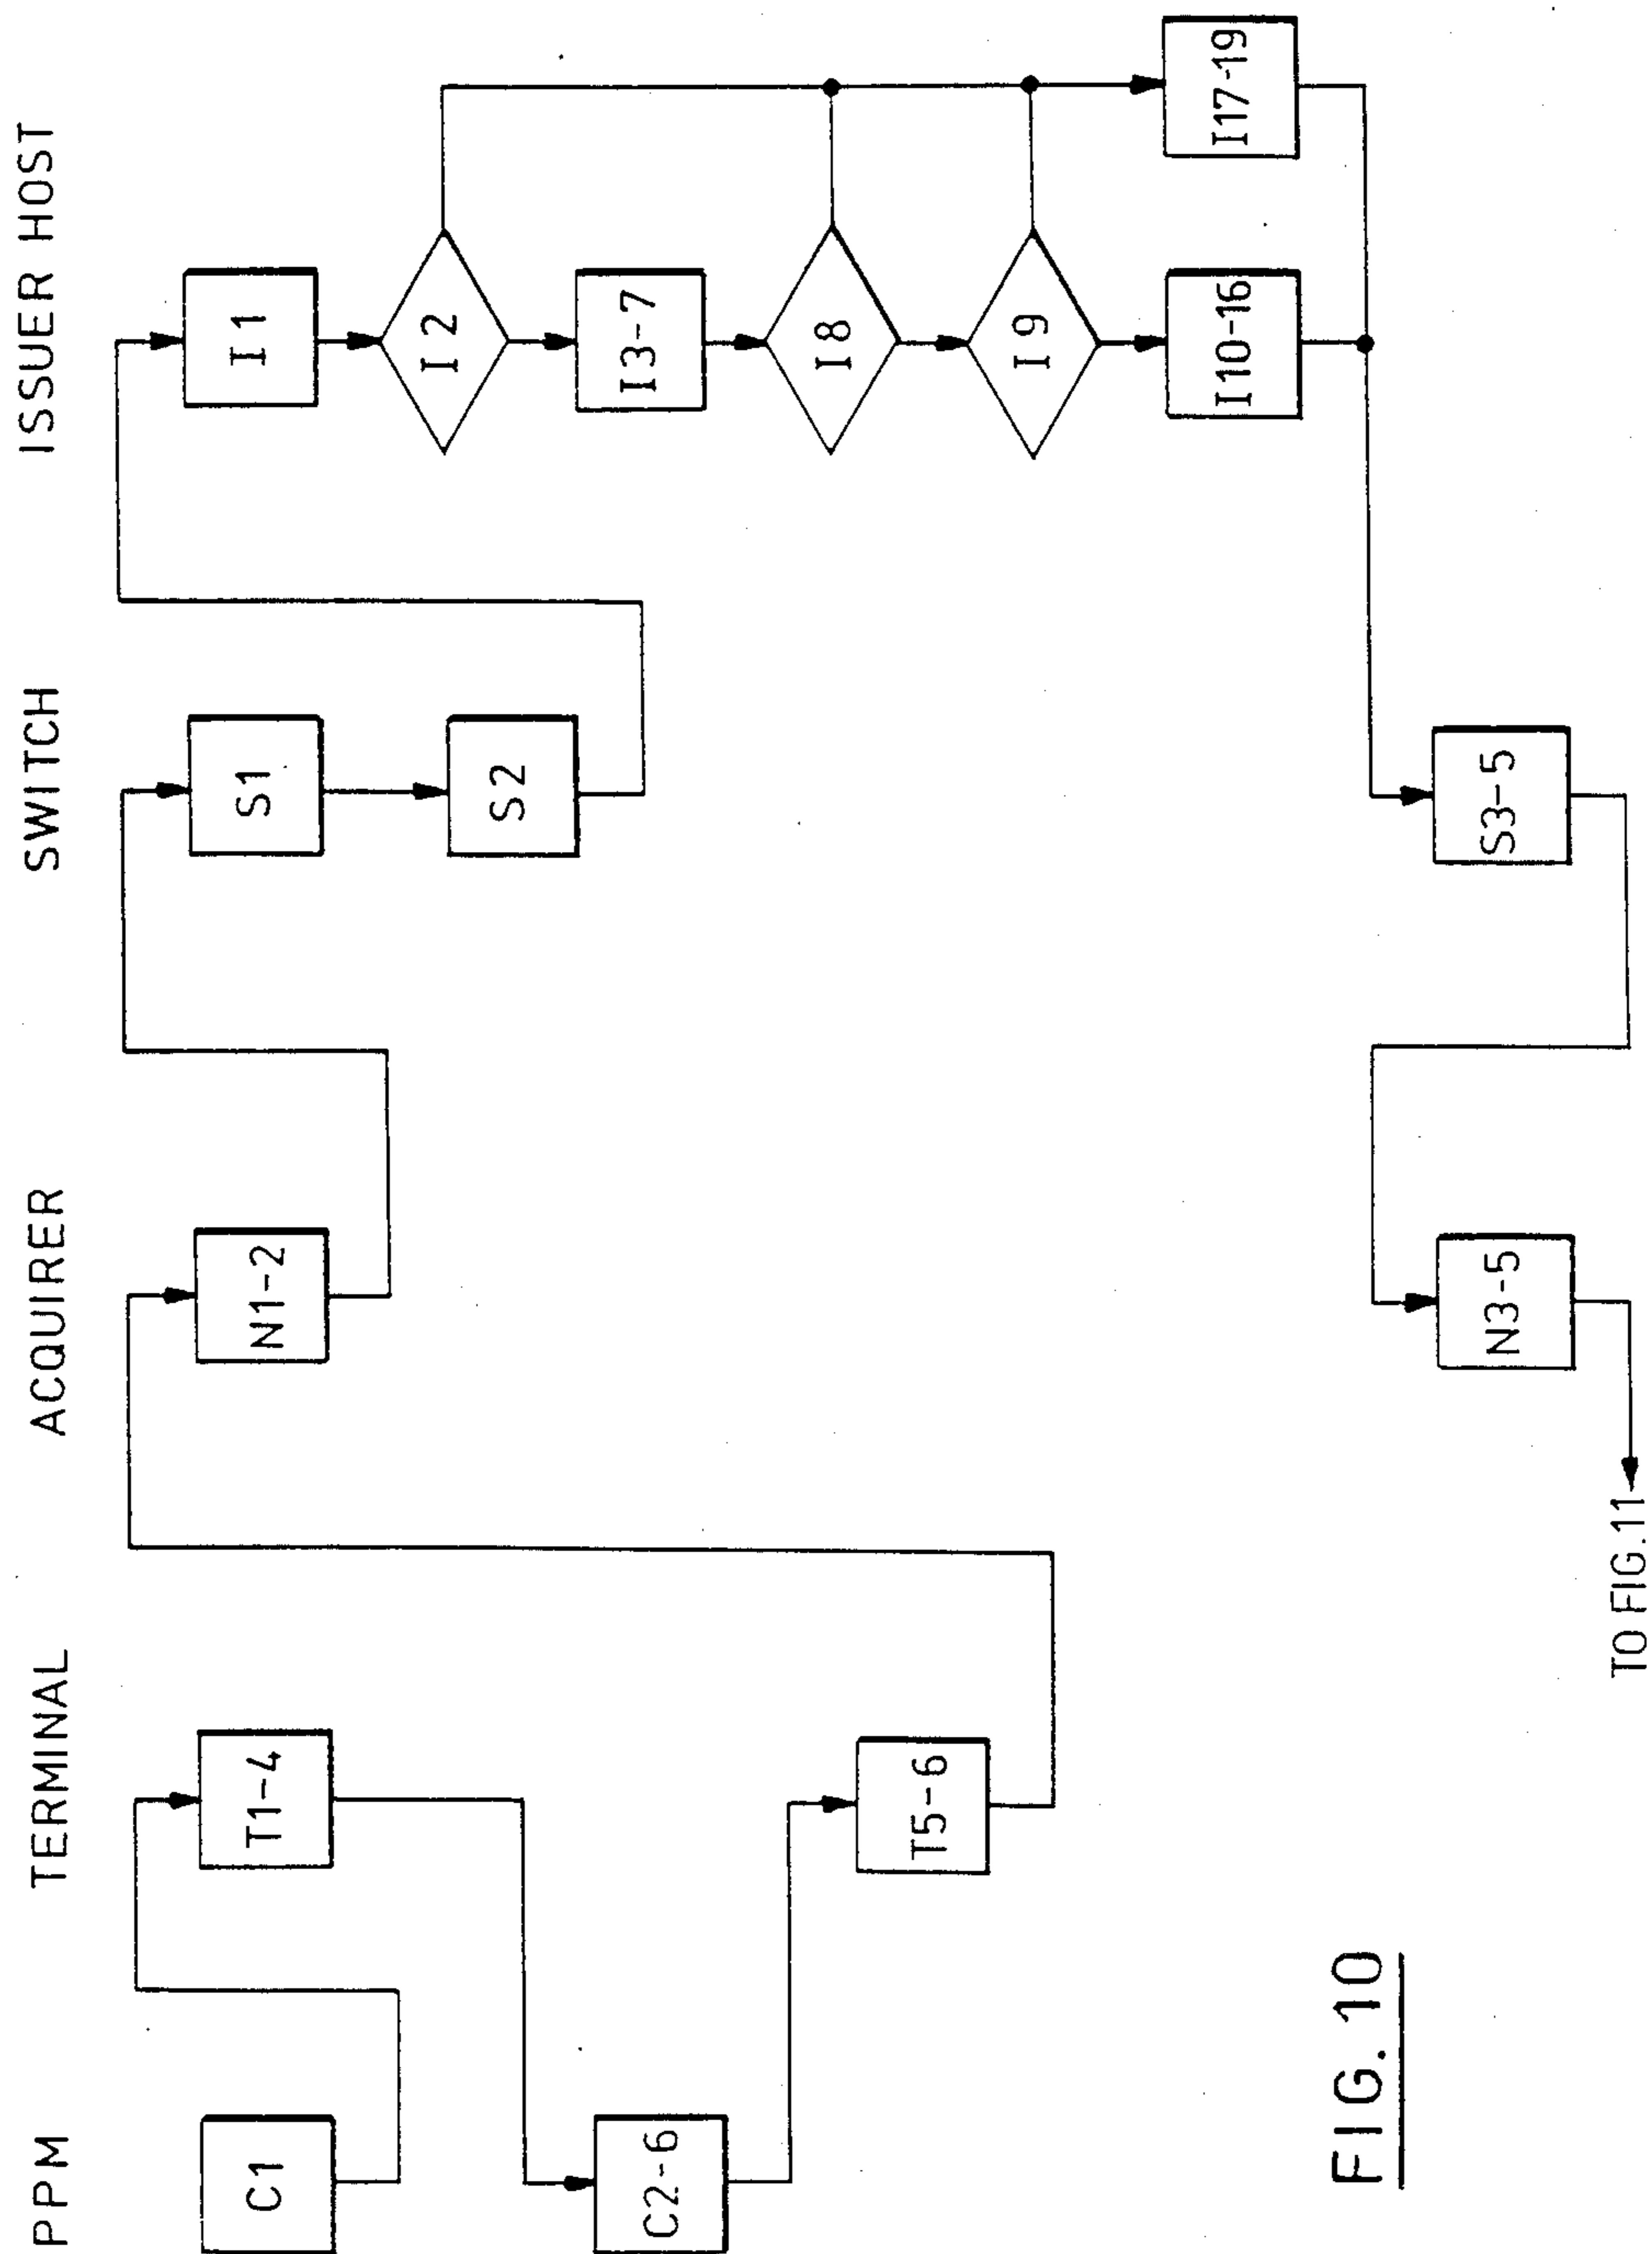 PPM
TERMINAL
ACQUIRER
SWITCH
ISSUER HOST
C1
T1-4
N1-2
S1
I1
S2
I2
C2-6
I3-7
T5-6
I8
I9
I10-16
I17-19
N3-5
S3-5
TO FIG.11
FIG.10